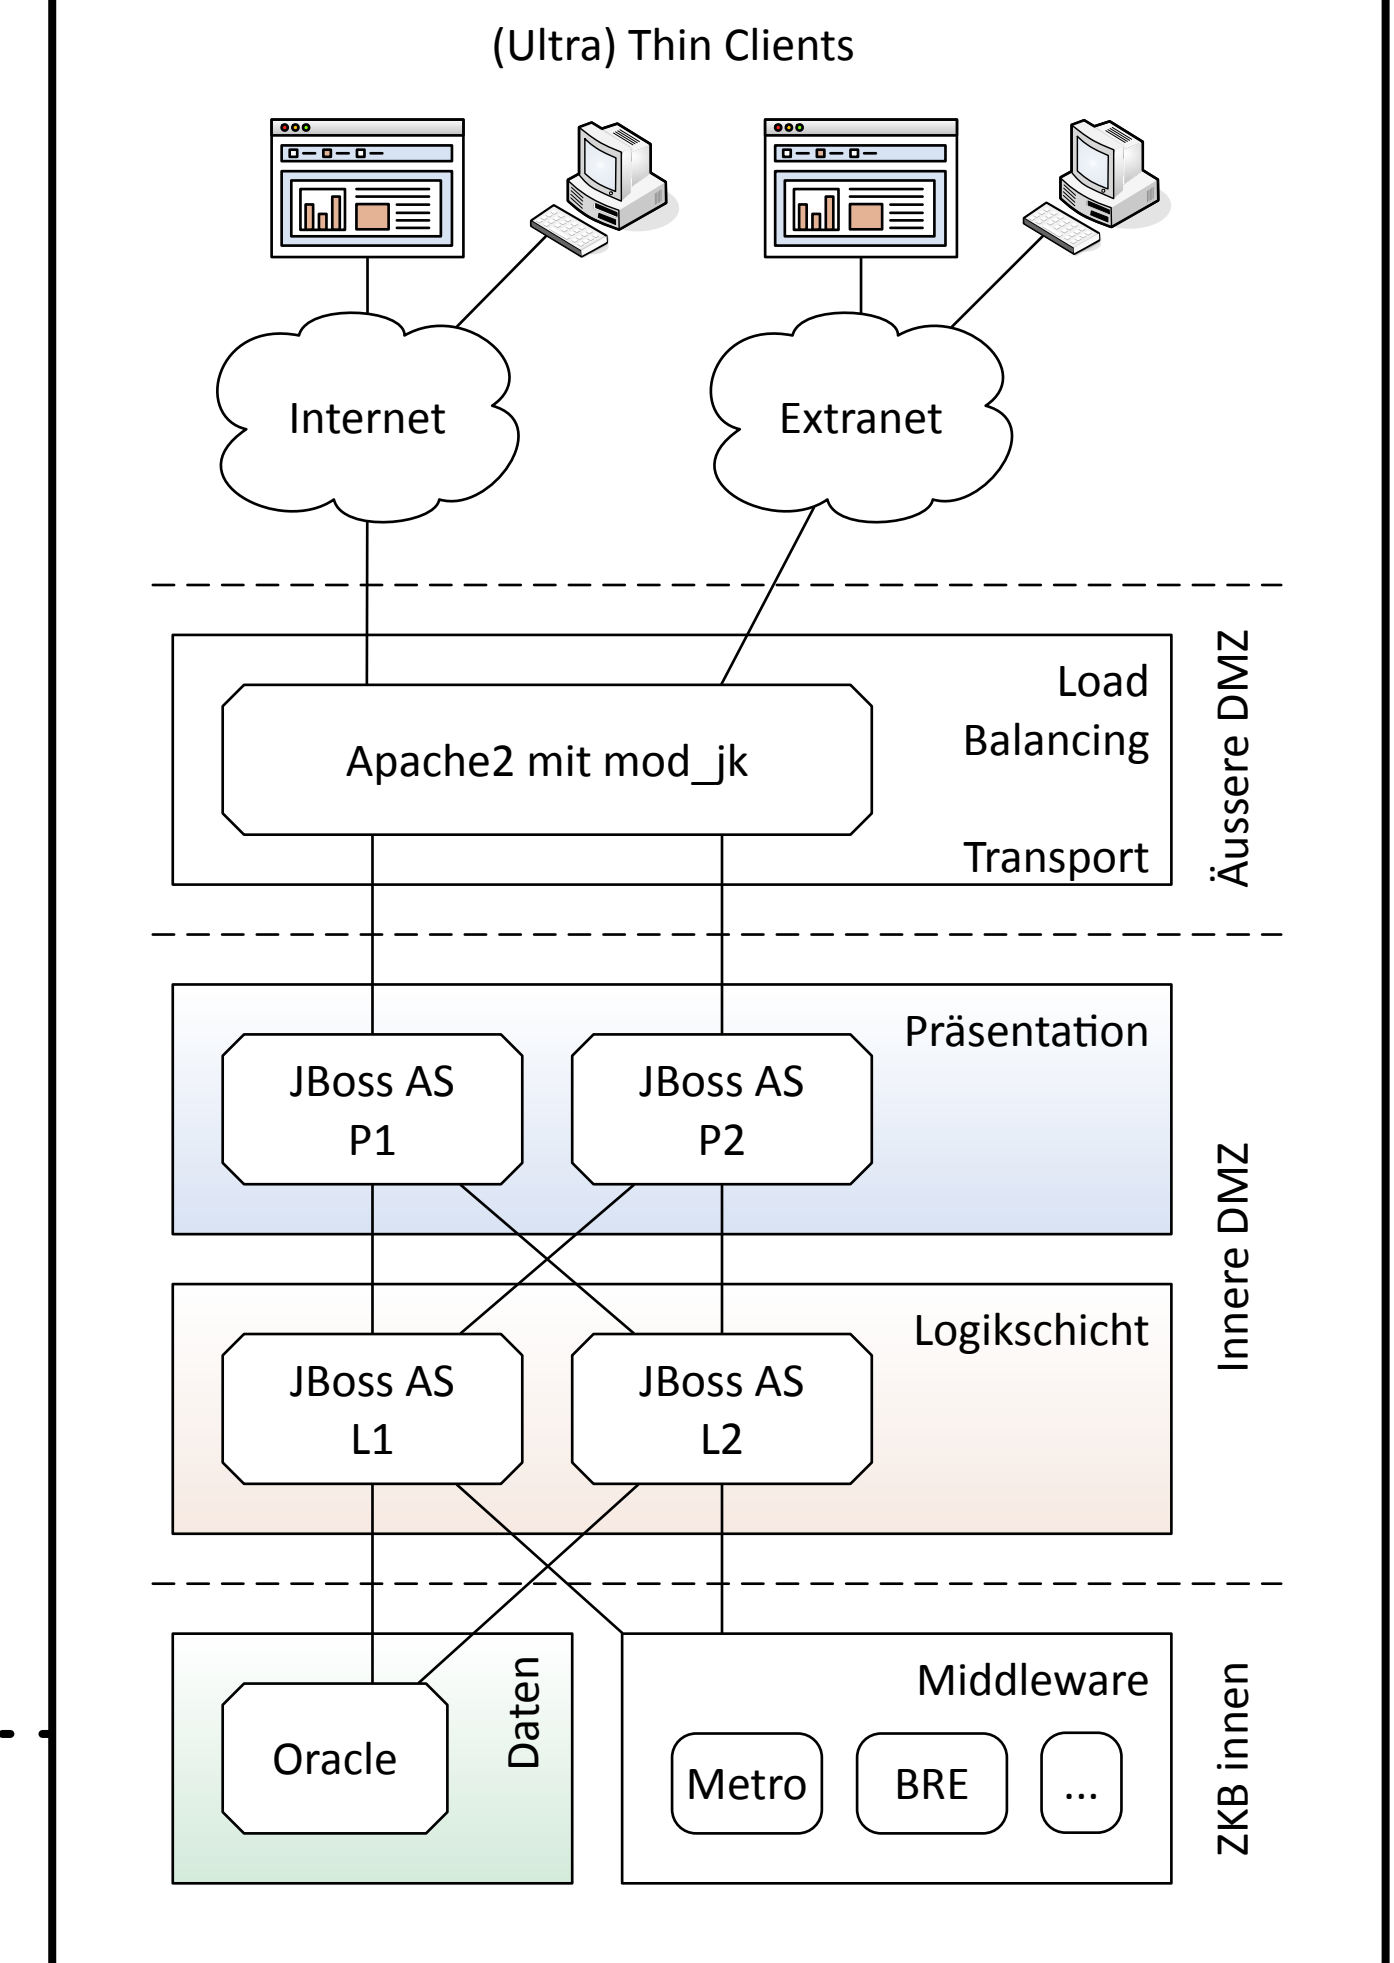 (Ultra) Thin Clients
Internet
Extranet
Load
Balancing
Apache2 mit mod_jk
Transport
Äussere DMZ
Präsentation
JBoss AS
P1
JBoss AS
P2
Logikschicht
JBoss AS
L1
JBoss AS
L2
Innere DMZ
Daten
Oracle
Middleware
Metro
BRE
...
ZKB innen